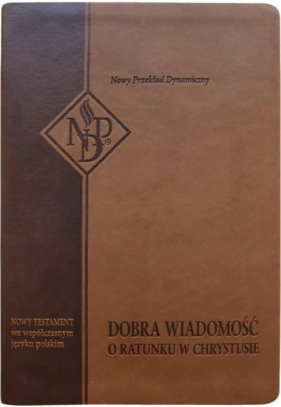 Nowy Przekład Dynamiczny
NPD®
NOWY TESTAMENT
we współczesnym
języku polskim
DOBRA WIADOMOŚĆ
O RATUNKU W CHRYSTUSIE